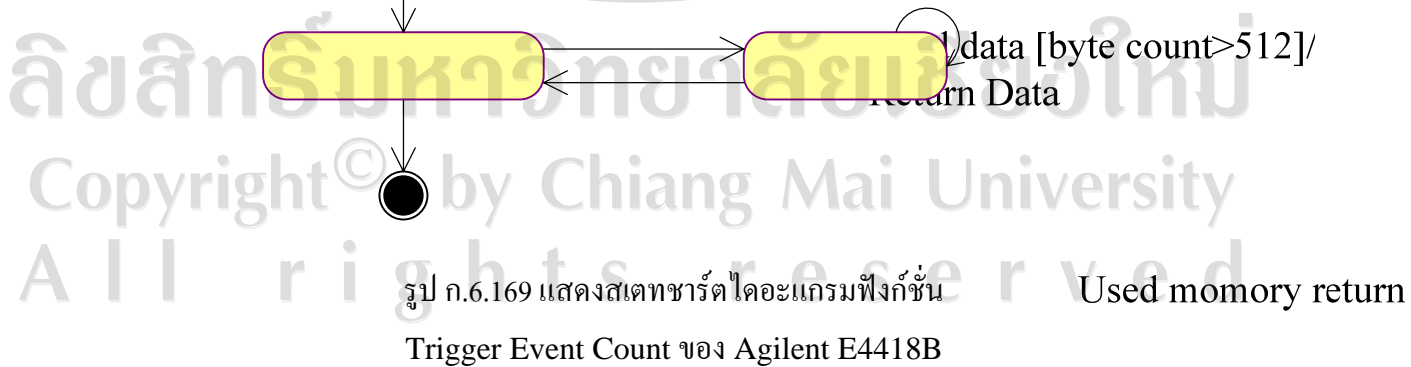 data [byte count>512]/
Return Data
ลิขสิทธิ์มหาวิทยาลัยเชียงใหม่
Copyright© by Chiang Mai University
All rights reserved
รูป ก.6.169 แสดงสเตทชาร์ตไดอะแกรมฟังก์ชั่น
Used momory return
Trigger Event Count ของ Agilent E4418B